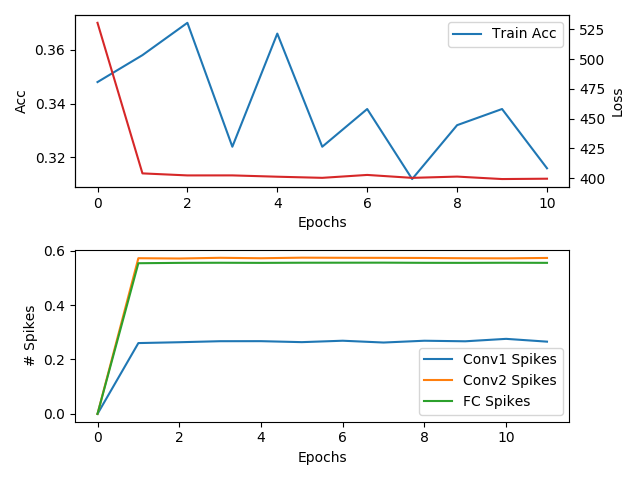 Train Acc
Acc
Loss
0.36
0.34
0.32
525
500
475
450
425
400
0 2 4 6 8 10
Epochs
# Spikes
0.6
0.4
0.2
0.0
Conv1 Spikes
Conv2 Spikes
FC Spikes
0 2 4 6 8 10
Epochs